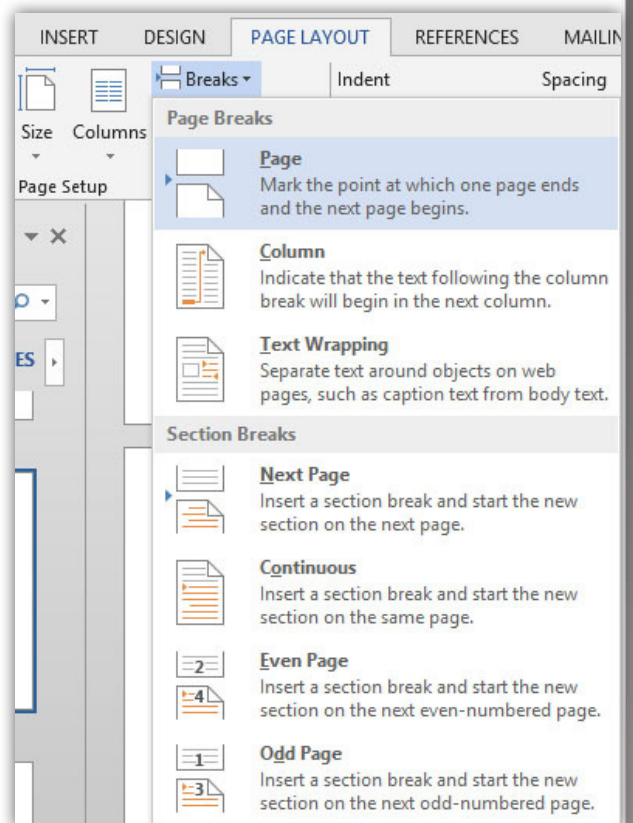 INSERT DESIGN PAGE LAYOUT REFERENCES MAILIN
Breaks Indent Spacing
Size Columns
Page Setup
ES
Page Breaks
Page
Mark the point at which one page ends
and the next page begins.
Column
Indicate that the text following the column
break will begin in the next column.
Text Wrapping
Separate text around objects on web
pages, such as caption text from body text.
Section Breaks
Next Page
Insert a section break and start the new
section on the next page.
Continuous
Insert a section break and start the new
section on the same page.
2
4
Even Page
Insert a section break and start the new
section on the next even-numbered page.
1
3
Odd Page
Insert a section break and start the new
section on the next odd-numbered page.